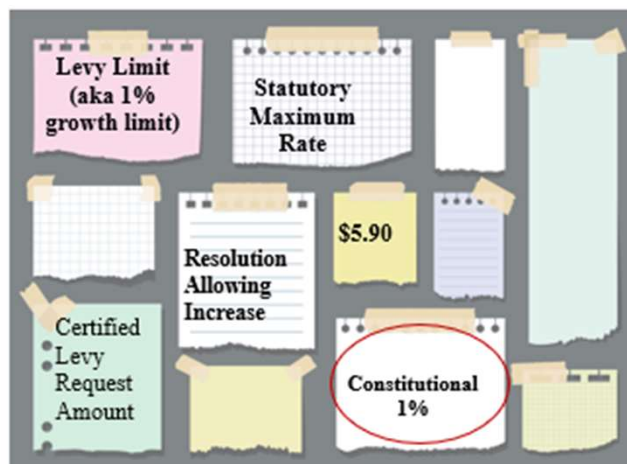 Levy Limit
(aka 1%
growth limit)
Statutory
Maximum
Rate
Resolution
Allowing
Increase
$5.90
Certified
Levy
Request
Amount
Constitutional
1%